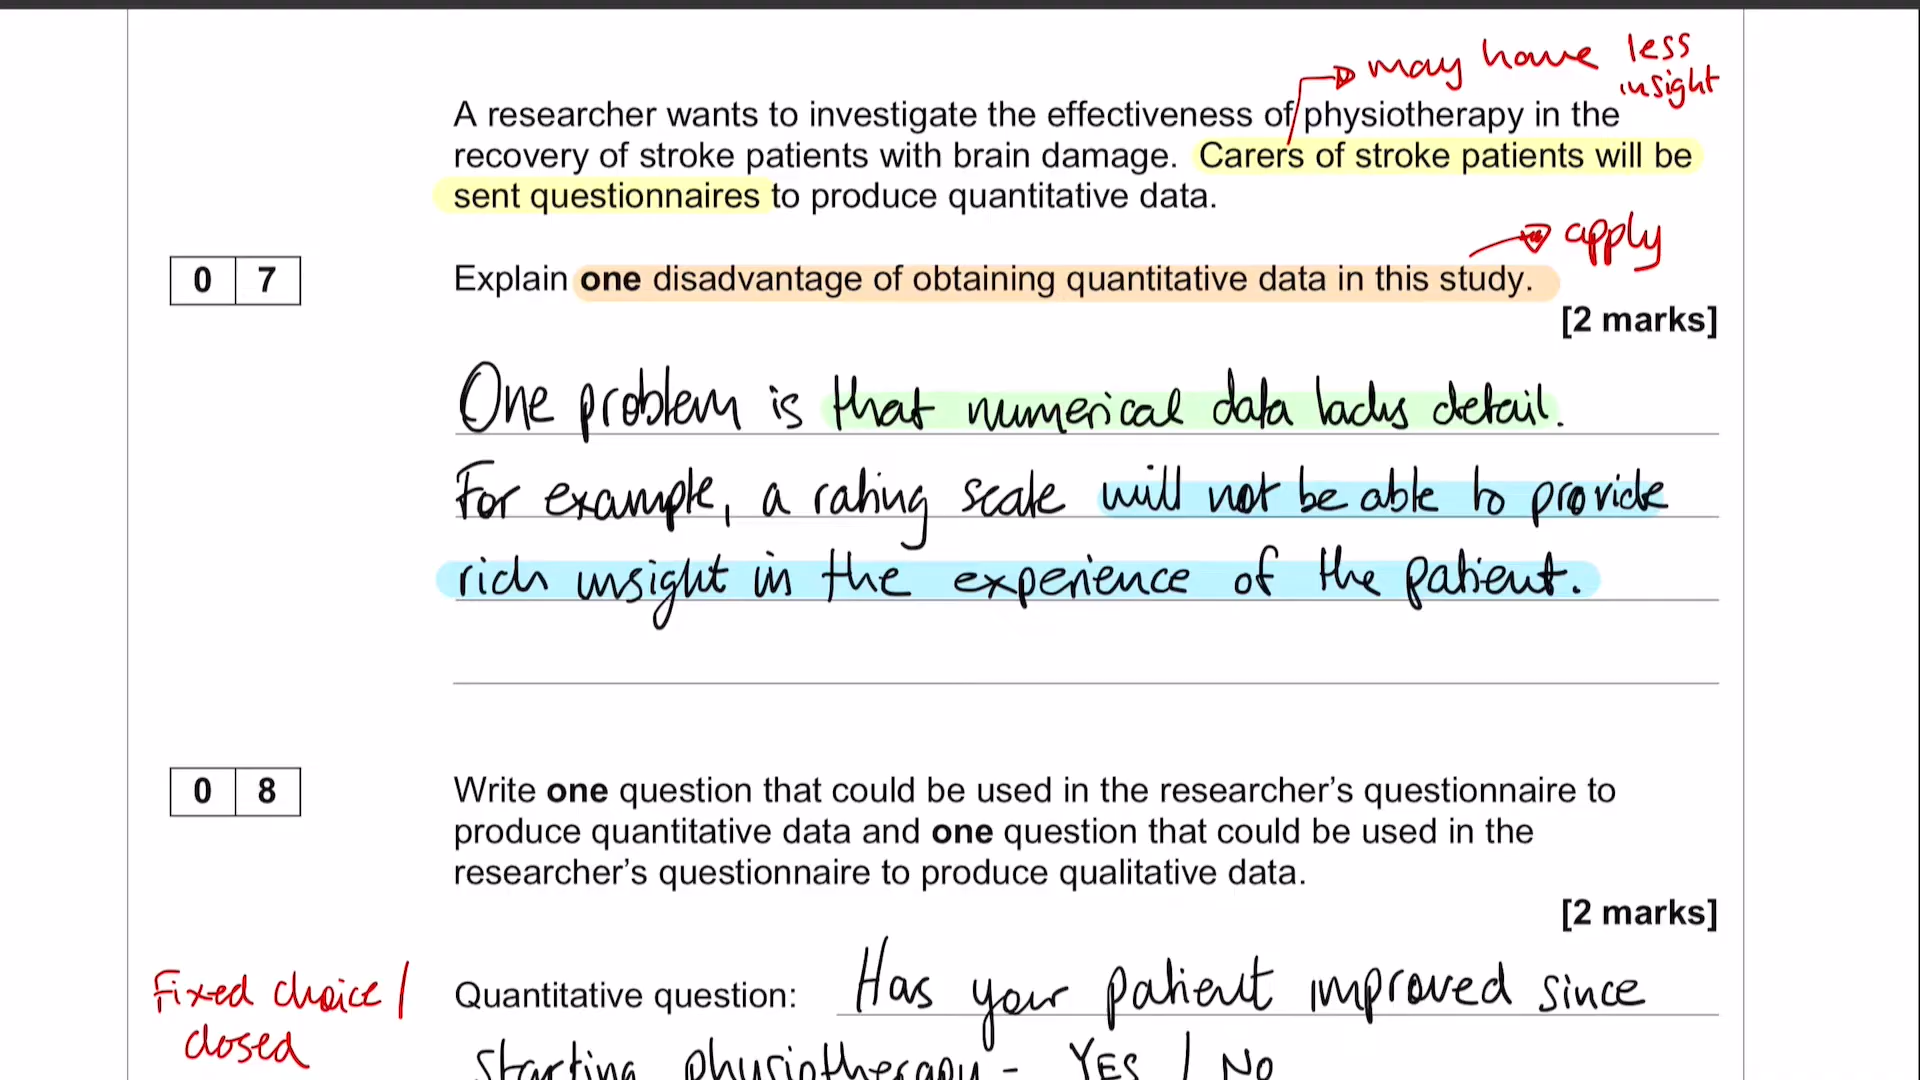 may have less
insight
A researcher wants to investigate the effectiveness of physiotherapy in the
recovery of stroke patients with brain damage. Carers of stroke patients will be
sent questionnaires to produce quantitative data.
apply
0 7
Explain one disadvantage of obtaining quantitative data in this study.
[2 marks]
One problem is that numerical data lacks detail.
For example, a rating scale will not be able to provide
rich insight in the experience of the patient.
0 8
Write one question that could be used in the researcher's questionnaire to
produce quantitative data and one question that could be used in the
researcher's questionnaire to produce qualitative data.
[2 marks]
Fixed choice/
closed
Quantitative question: Has your patient improved since
starting physiotherapy - YES / NO